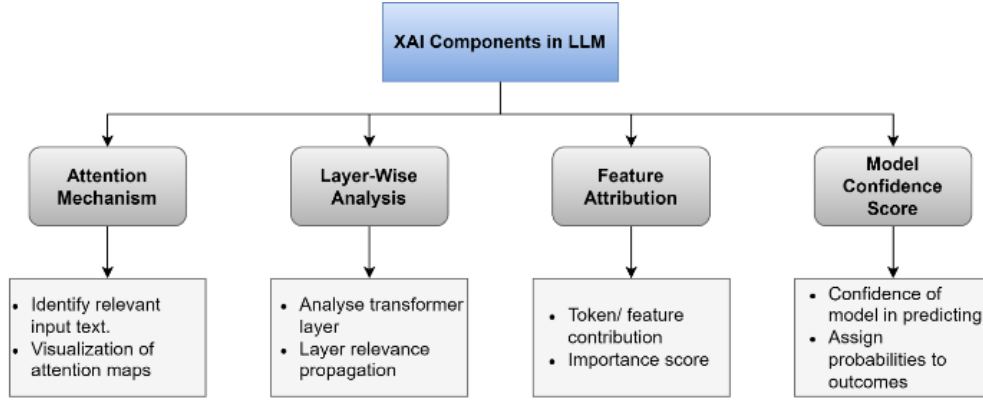 XAI Components in LLM
Attention
Mechanism
Layer-Wise
Analysis
Feature
Attribution
Model
Confidence
Score
• Identify relevant
input text.
• Visualization of
attention maps
• Analyse transformer
layer
• Layer relevance
propagation
• Token/ feature
contribution
• Importance score
• Confidence of
model in predicting
• Assign
probabilities to
outcomes